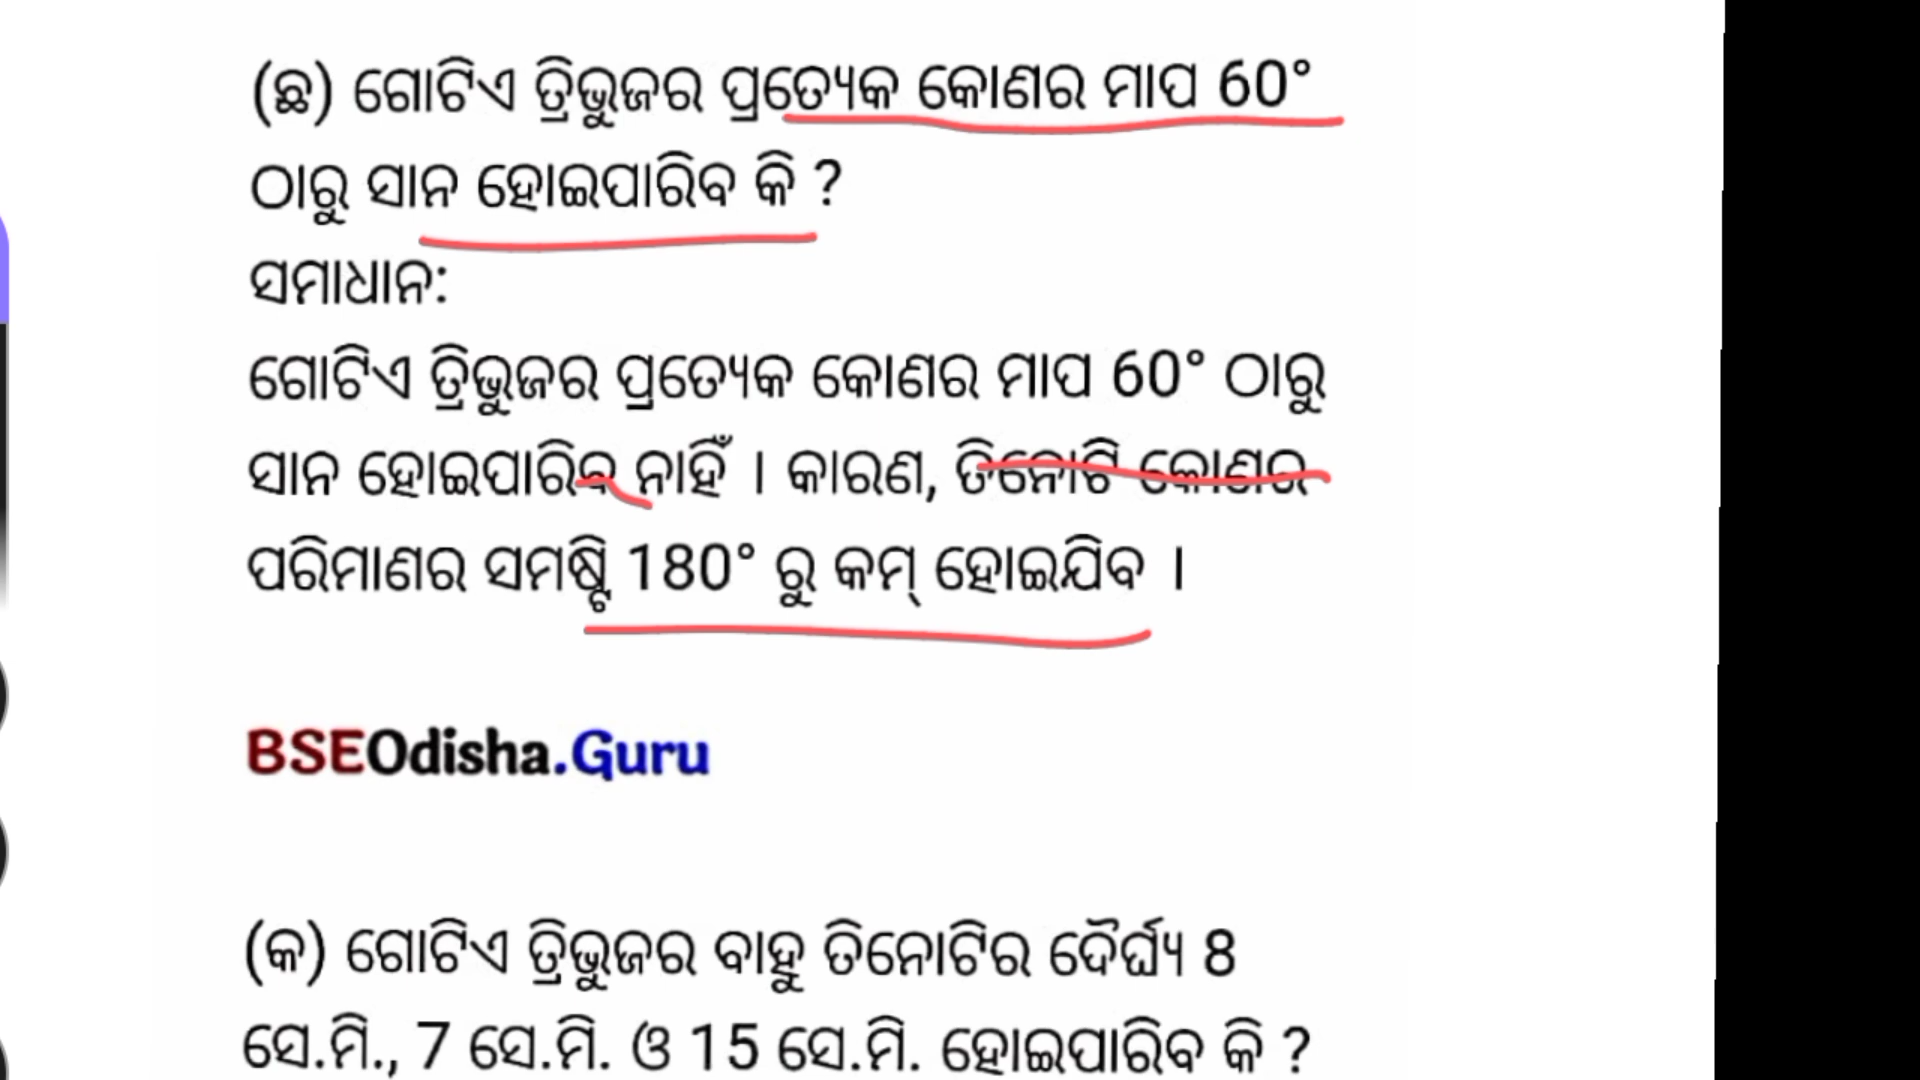 (ଛ) ଗୋଟିଏ ତ୍ରିଭୁଜର ପ୍ରତ୍ୟେକ କୋଣର ମାପ 60°
ଠାରୁ ସାନ ହୋଇପାରିବ କି ?
ସମାଧାନ:
ଗୋଟିଏ ତ୍ରିଭୁଜର ପ୍ରତ୍ୟେକ କୋଣର ମାପ 60° ଠାରୁ
ସାନ ହୋଇପାରିବ ନାହିଁ । କାରଣ, ତିନୋଟି କୋଣର
ପରିମାଣର ସମଷ୍ଟି 180° ରୁ କମ୍ ହୋଇଯିବ ।
BSEOdisha.Guru
(କ) ଗୋଟିଏ ତ୍ରିଭୁଜର ବାହୁ ତିନୋଟିର ଦୈର୍ଘ୍ୟ 8
ସେ.ମି., 7 ସେ.ମି. ଓ 15 ସେ.ମି. ହୋଇପାରିବ କି ?